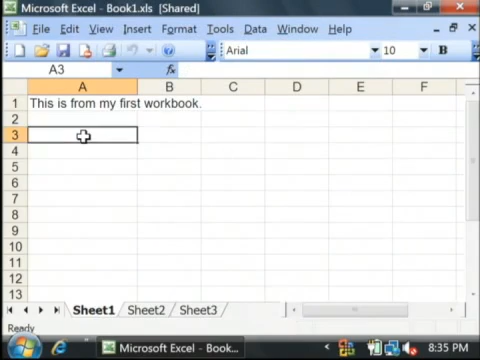 Microsoft Excel - Book1.xls [Shared]
File Edit View Insert Format Tools Data Window Help
Arial 10 B
A3 fx
A B C D E F
1 This is from my first workbook.
2
3
4
5
6
7
8
9
10
11
12
13
Sheet1 Sheet2 Sheet3
Ready
Microsoft Excel - Book... 8:35 PM